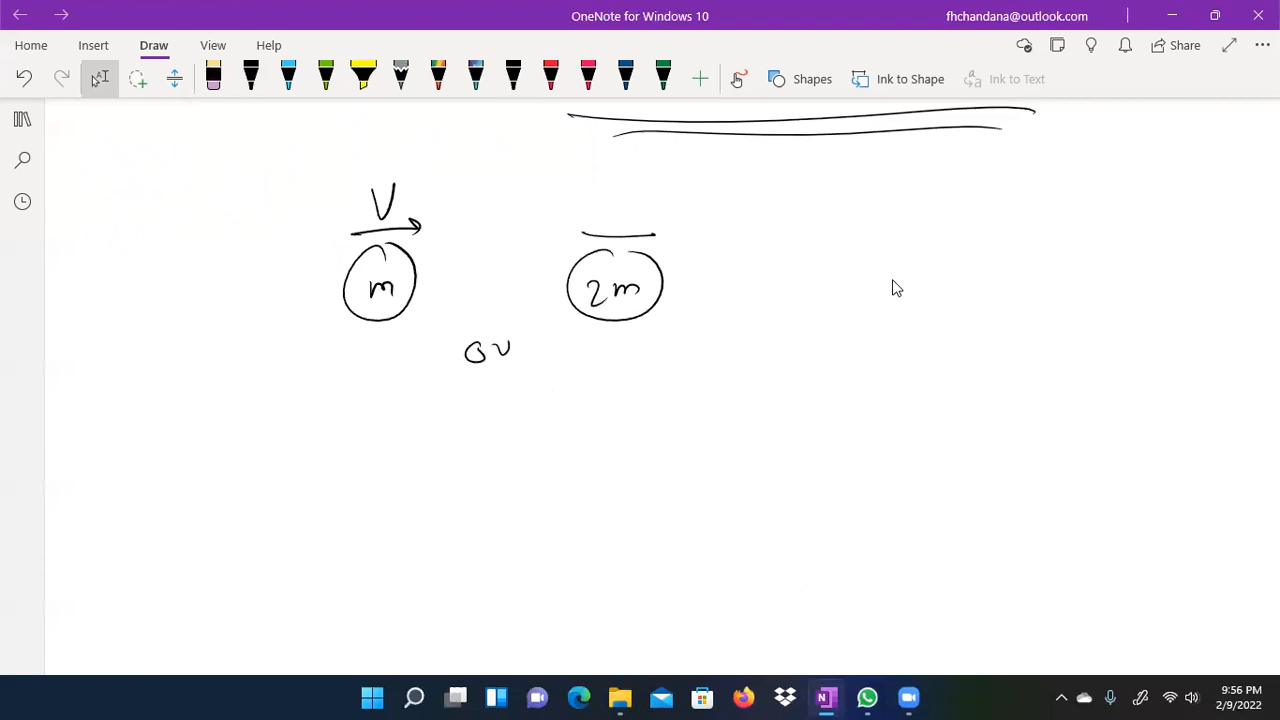 OneNote for Windows 10
fhchandana@outlook.com
Home Insert Draw View Help
Share
Shapes
Ink to Shape
Ink to Text
V
m 2m
9:56 PM
2/9/2022